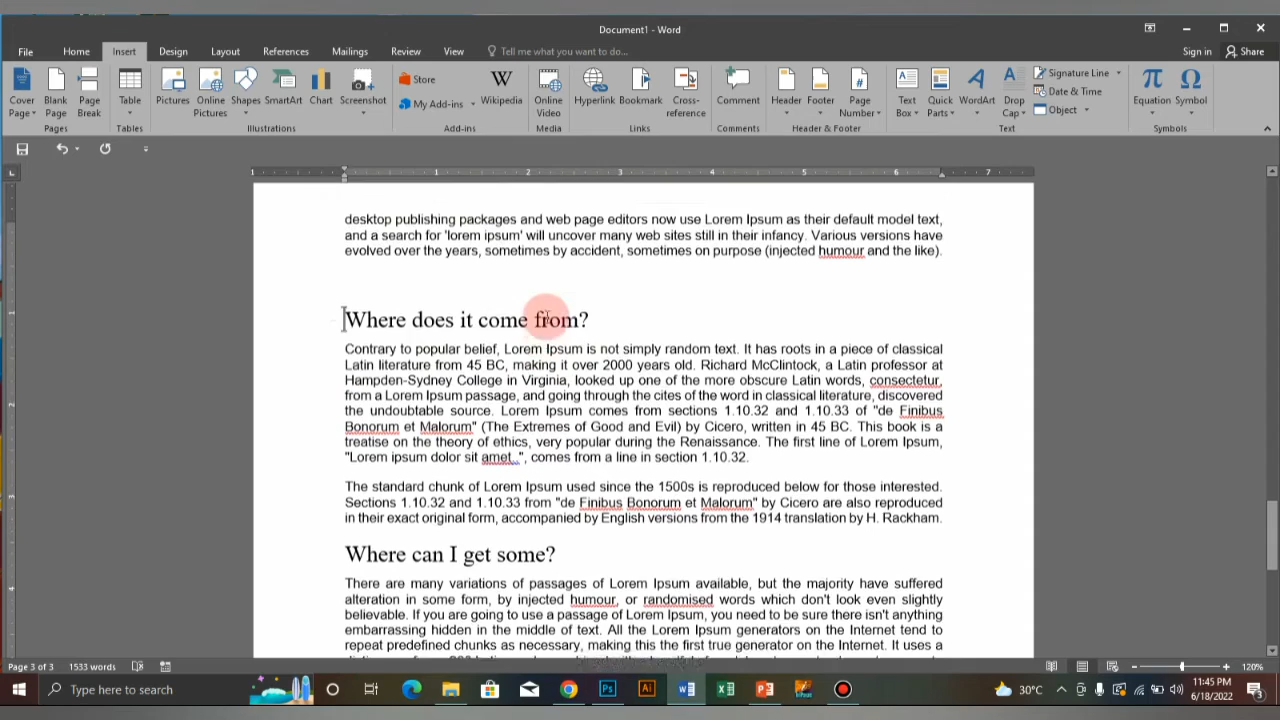 Document1 - Word
File Home Insert Design Layout References Mailings Review View Tell me what you want to do... Sign in Share
Cover Page Blank Page Page Break Table Pictures Online Pictures Shapes SmartArt Chart Screenshot Store My Add-ins Wikipedia Online Video Hyperlink Bookmark Cross-reference Comment Header Footer Page Number Text Box Quick Parts WordArt Drop Cap Signature Line Date & Time Object Equation Symbol
Pages Tables Illustrations Add-ins Media Links Comments Header & Footer Text Symbols
1 1 2 3 4 5 6 7
desktop publishing packages and web page editors now use Lorem Ipsum as their default model text,
and a search for 'lorem ipsum' will uncover many web sites still in their infancy. Various versions have
evolved over the years, sometimes by accident, sometimes on purpose (injected humour and the like).
Where does it come from?
Contrary to popular belief, Lorem Ipsum is not simply random text. It has roots in a piece of classical
Latin literature from 45 BC, making it over 2000 years old. Richard McClintock, a Latin professor at
Hampden-Sydney College in Virginia, looked up one of the more obscure Latin words, consectetur,
from a Lorem Ipsum passage, and going through the cites of the word in classical literature, discovered
the undoubtable source. Lorem Ipsum comes from sections 1.10.32 and 1.10.33 of "de Finibus
Bonorum et Malorum" (The Extremes of Good and Evil) by Cicero, written in 45 BC. This book is a
treatise on the theory of ethics, very popular during the Renaissance. The first line of Lorem Ipsum,
"Lorem ipsum dolor sit amet..", comes from a line in section 1.10.32.
The standard chunk of Lorem Ipsum used since the 1500s is reproduced below for those interested.
Sections 1.10.32 and 1.10.33 from "de Finibus Bonorum et Malorum" by Cicero are also reproduced
in their exact original form, accompanied by English versions from the 1914 translation by H. Rackham.
Where can I get some?
There are many variations of passages of Lorem Ipsum available, but the majority have suffered
alteration in some form, by injected humour, or randomised words which don't look even slightly
believable. If you are going to use a passage of Lorem Ipsum, you need to be sure there isn't anything
embarrassing hidden in the middle of text. All the Lorem Ipsum generators on the Internet tend to
repeat predefined chunks as necessary, making this the first true generator on the Internet. It uses a
Page 3 of 3 1533 words 120%
Type here to search 30°C 11:45 PM
6/18/2022